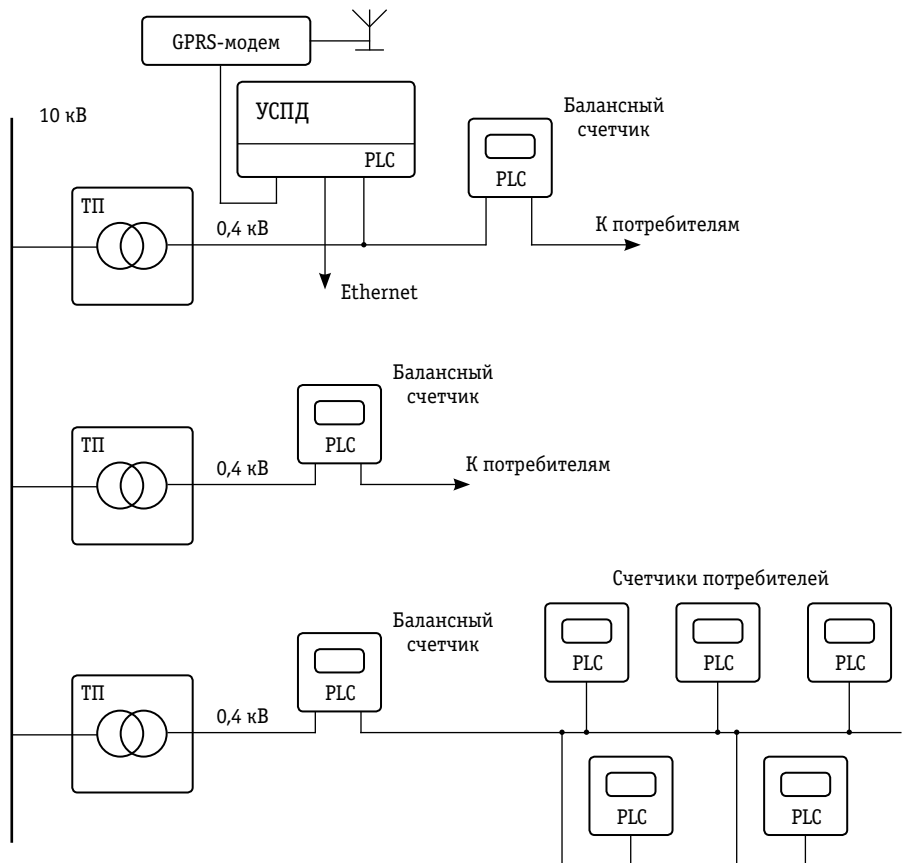 GPRS-модем
10 кВ
УСПД
PLC
Балансный
счетчик
PLC
ТП
0,4 кВ
К потребителям
Ethernet
Балансный
счетчик
PLC
ТП
0,4 кВ
К потребителям
Счетчики потребителей
Балансный
счетчик
PLC
PLC
PLC
PLC
ТП
0,4 кВ
PLC
PLC